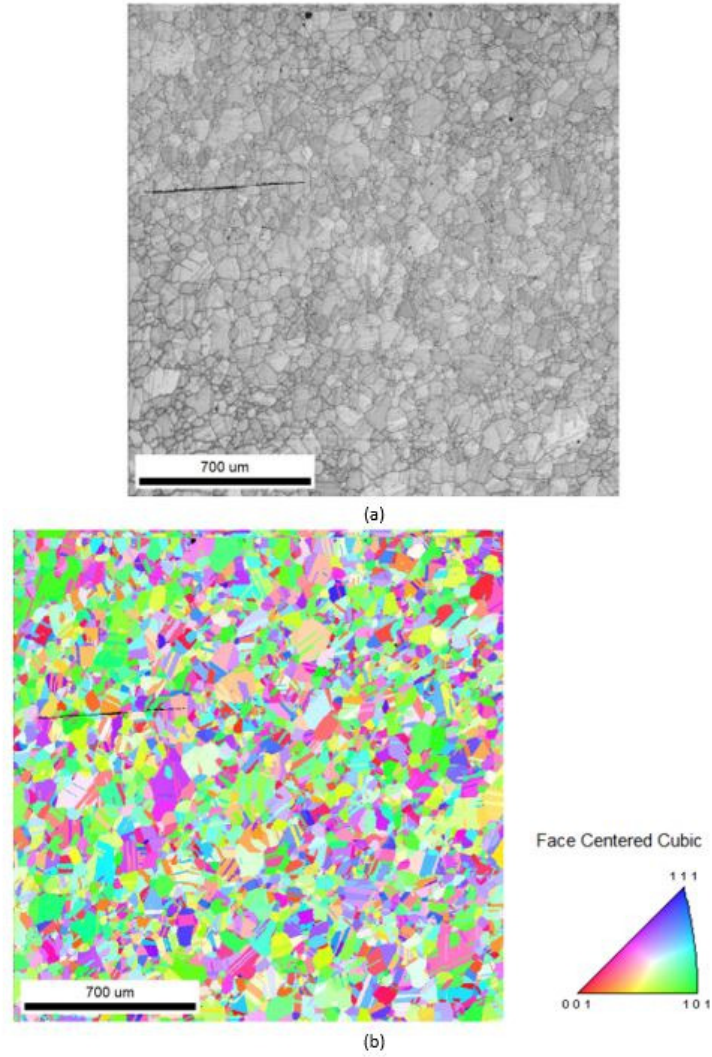 700 um
(a)
Face Centered Cubic
1 1 1
0 0 1
1 0 1
700 um
(b)